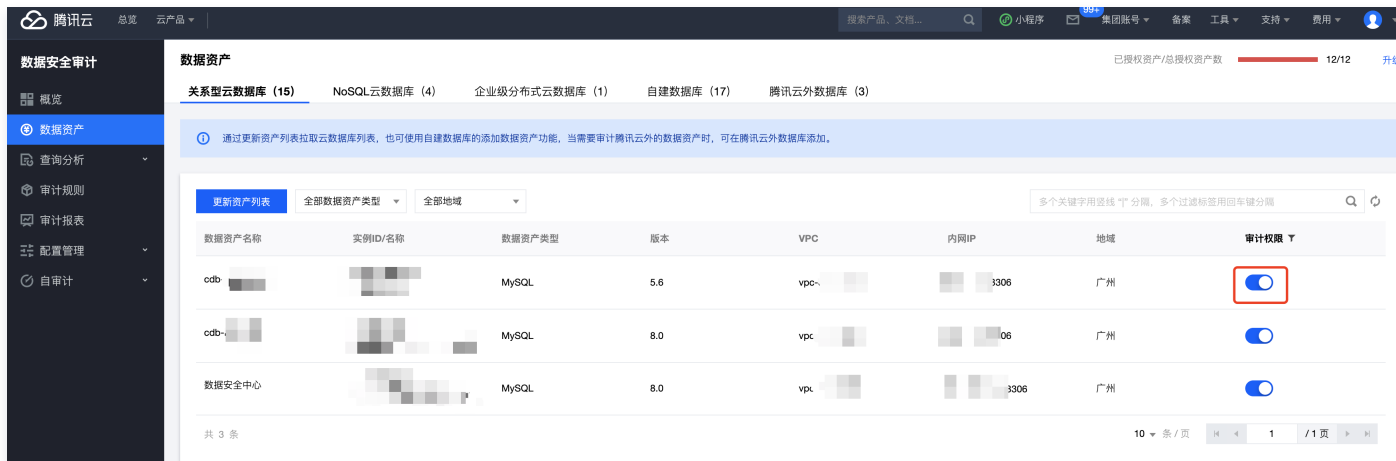 腾讯云 总览 云产品 搜索产品、文档... 小程序 99+ 集团账号 备案 工具 支持 费用
数据安全审计
概览
数据资产
查询分析
审计规则
审计报表
配置管理
自审计
数据资产 已授权资产/总授权资产数 12/12
关系型云数据库（15） NoSQL云数据库（4） 企业级分布式云数据库（1） 自建数据库（17） 腾讯云外数据库（3）
通过更新资产列表拉取云数据库列表，也可使用自建数据库的添加数据资产功能，当需要审计腾讯云外的数据资产时，可在腾讯云外数据库添加。
更新资产列表 全部数据资产类型 全部地域 多个关键字用竖线 "|" 分隔，多个过滤标签用回车键分隔
数据资产名称 实例ID/名称 数据资产类型 版本 VPC 内网IP 地域 审计权限
cdb- MySQL 5.6 vpc- 3306 广州
cdb- MySQL 8.0 vpc 06 广州
数据安全中心 MySQL 8.0 vpc 3306 广州
共 3 条 10 条 / 页 1 / 1 页